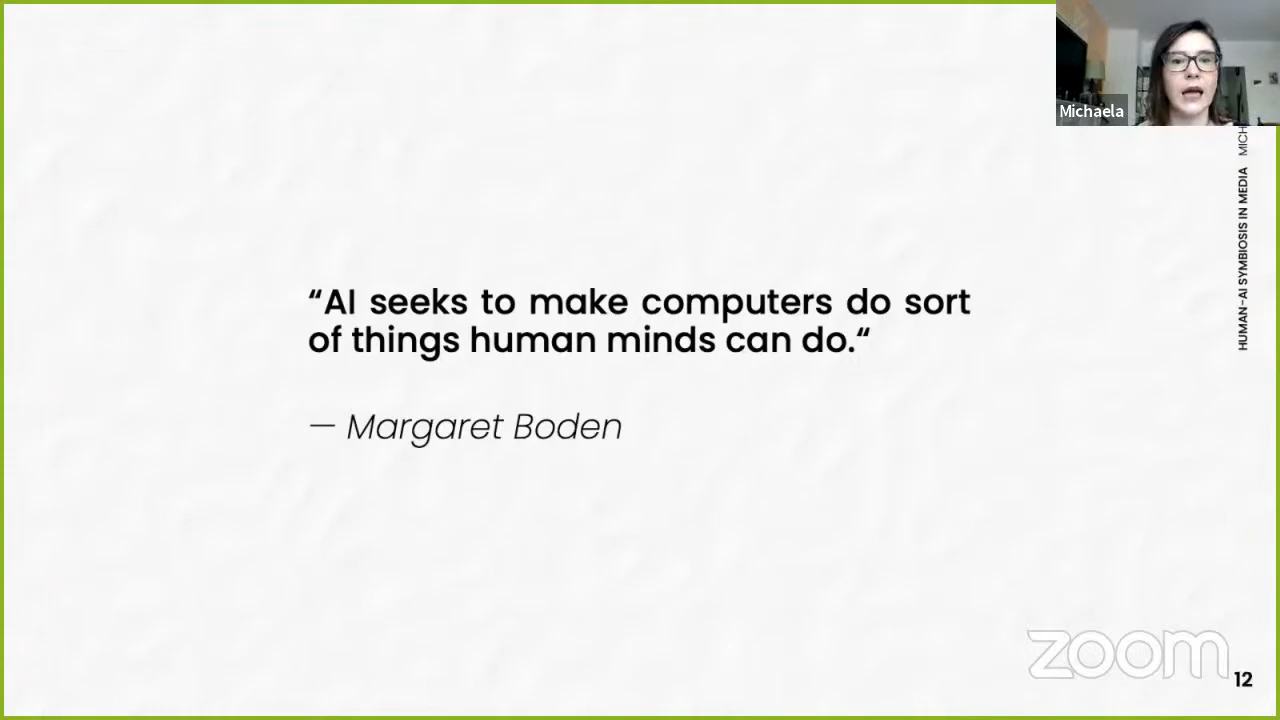 Michaela
HUMAN-AI SYMBIOSIS IN MEDIA MICH
“AI seeks to make computers do sort
of things human minds can do.“
— Margaret Boden
zoom
12